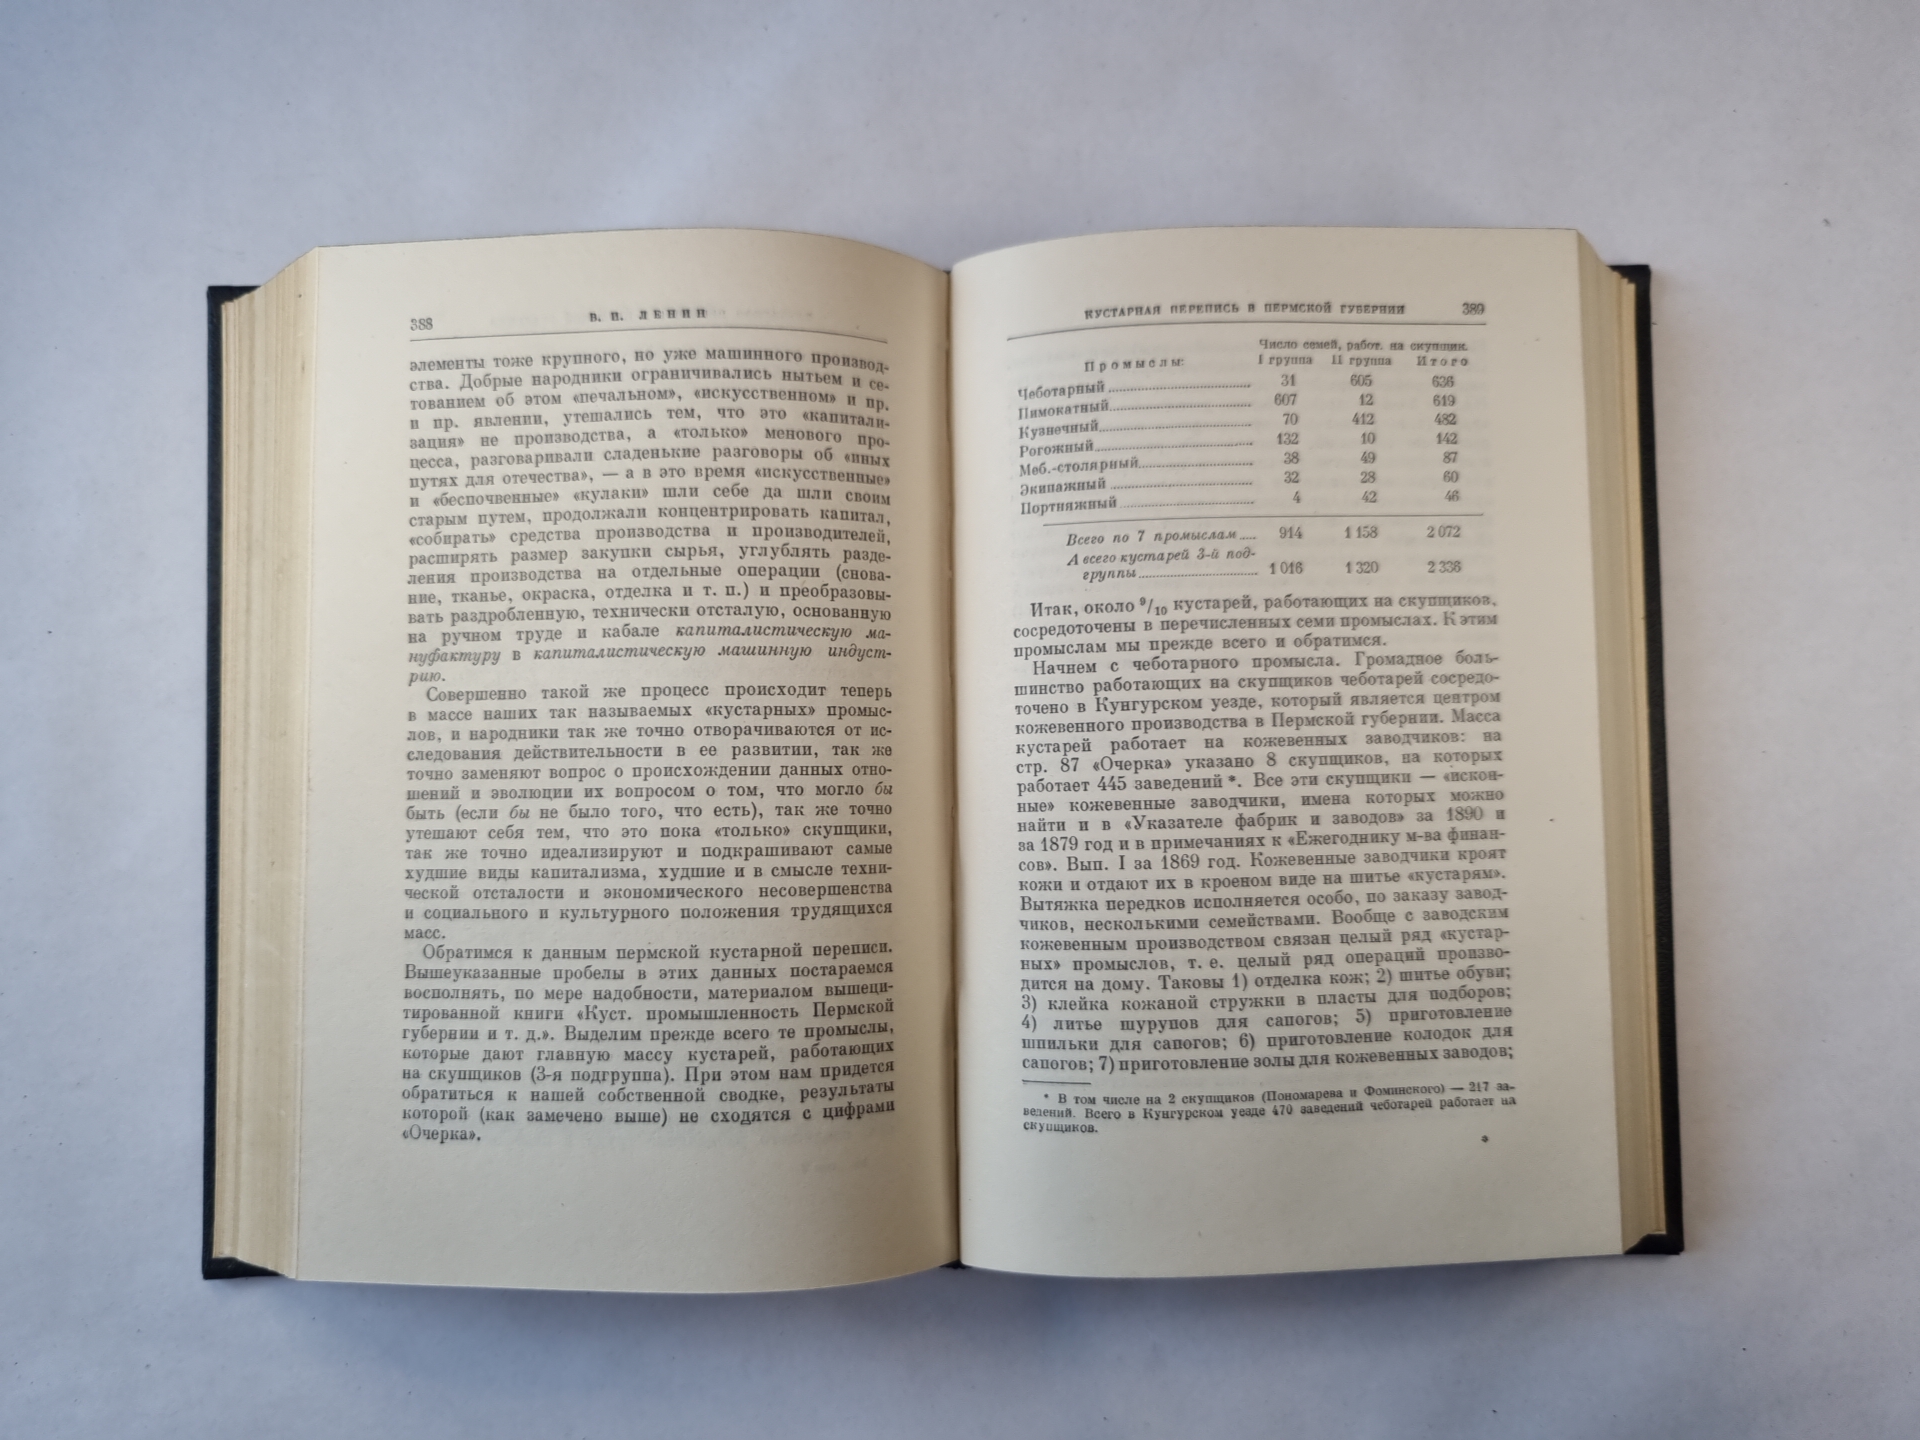 388
В. И. ЛЕНИН
элементы тоже крупного, но уже машинного производ-
ства. Добрые народники ограничивались нытьем и се-
тованием об этом «печальном», «искусственном» и пр.
и пр. явлении, утешались тем, что это «капитали-
зация» не производства, а «только» менового про-
цесса, разговаривали сладенькие разговоры об «иных
путях для отечества», — а в это время «искусственные»
и «беспочвенные» «кулаки» шли себе да шли своим
старым путем, продолжали концентрировать капитал,
«собирать» средства производства и производителей,
расширять размер закупки сырья, углублять разде-
ления производства на отдельные операции (снова-
ние, тканье, окраска, отделка и т. п.) и преобразовы-
вать раздробленную, технически отсталую, основанную
на ручном труде и кабале капиталистическую ма-
нуфактуру в капиталистическую машинную индуст-
рию.
Совершенно такой же процесс происходит теперь
в массе наших так называемых «кустарных» промыс-
лов, и народники так же точно отворачиваются от ис-
следования действительности в ее развитии, так же
точно заменяют вопрос о происхождении данных отно-
шений и эволюции их вопросом о том, что могло бы
быть (если бы не было того, что есть), так же точно
утешают себя тем, что это пока «только» скупщики,
так же точно идеализируют и подкрашивают самые
худшие виды капитализма, худшие и в смысле техни-
ческой отсталости и экономического несовершенства
и социального и культурного положения трудящихся
масс.
Обратимся к данным пермской кустарной переписи.
Вышеуказанные пробелы в этих данных постараемся
восполнять, по мере надобности, материалом вышеци-
тированной книги «Куст. промышленность Пермской
губернии и т. д.». Выделим прежде всего те промыслы,
которые дают главную массу кустарей, работающих
на скупщиков (3-я подгруппа). При этом нам придется
обратиться к нашей собственной сводке, результаты
которой (как замечено выше) не сходятся с цифрами
«Очерка».
КУСТАРНАЯ ПЕРЕПИСЬ В ПЕРМСКОЙ ГУБЕРНИИ 389
Число семей, работ. на скупщик.
Промыслы: I группа II группа Итого
Чеботарный 31 605 636
Пимокатный 607 12 619
Кузнечный 70 412 482
Рогожный 132 10 142
Меб.-столярный 38 49 87
Экипажный 32 28 60
Портняжный 4 42 46
Всего по 7 промыслам 914 1 158 2 072
А всего кустарей 3-й под-
группы 1 016 1 320 2 336
Итак, около 9/10 кустарей, работающих на скупщиков,
сосредоточены в перечисленных семи промыслах. К этим
промыслам мы прежде всего и обратимся.
Начнем с чеботарного промысла. Громадное боль-
шинство работающих на скупщиков чеботарей сосредо-
точено в Кунгурском уезде, который является центром
кожевенного производства в Пермской губернии. Масса
кустарей работает на кожевенных заводчиков: на
стр. 87 «Очерка» указано 8 скупщиков, на которых
работает 445 заведений *. Все эти скупщики — «искон-
ные» кожевенные заводчики, имена которых можно
найти и в «Указателе фабрик и заводов» за 1890 и
за 1879 год и в примечаниях к «Ежегоднику м-ва финан-
сов». Вып. I за 1869 год. Кожевенные заводчики кроят
кожи и отдают их в кроеном виде на шитье «кустарям».
Вытяжка передков исполняется особо, по заказу завод-
чиков, несколькими семействами. Вообще с заводским
кожевенным производством связан целый ряд «кустар-
ных» промыслов, т. е. целый ряд операций произво-
дится на дому. Таковы 1) отделка кож; 2) шитье обуви;
3) клейка кожаной стружки в пласты для подборов;
4) литье шурупов для сапогов; 5) приготовление
шпильки для сапогов; 6) приготовление колодок для
сапогов; 7) приготовление золы для кожевенных заводов;
* В том числе на 2 скупщиков (Пономарева и Фоминского) — 217 за-
ведений. Всего в Кунгурском уезде 470 заведений чеботарей работает на
скупщиков.
*